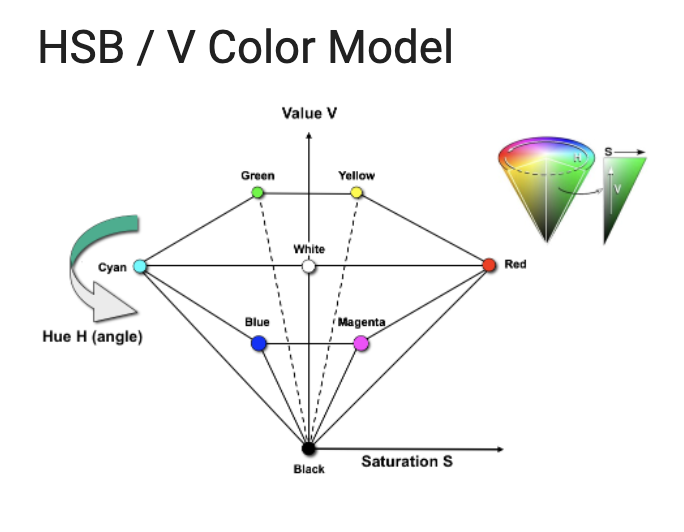 HSB / V Color Model
Value V
Green
Yellow
S
H
V
White
Cyan
Red
Blue
Magenta
Hue H (angle)
Saturation S
Black